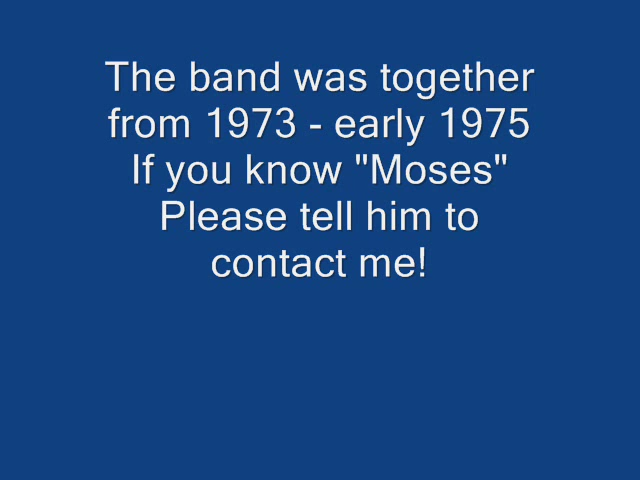 The band was together
from 1973 - early 1975
If you know "Moses"
Please tell him to
contact me!